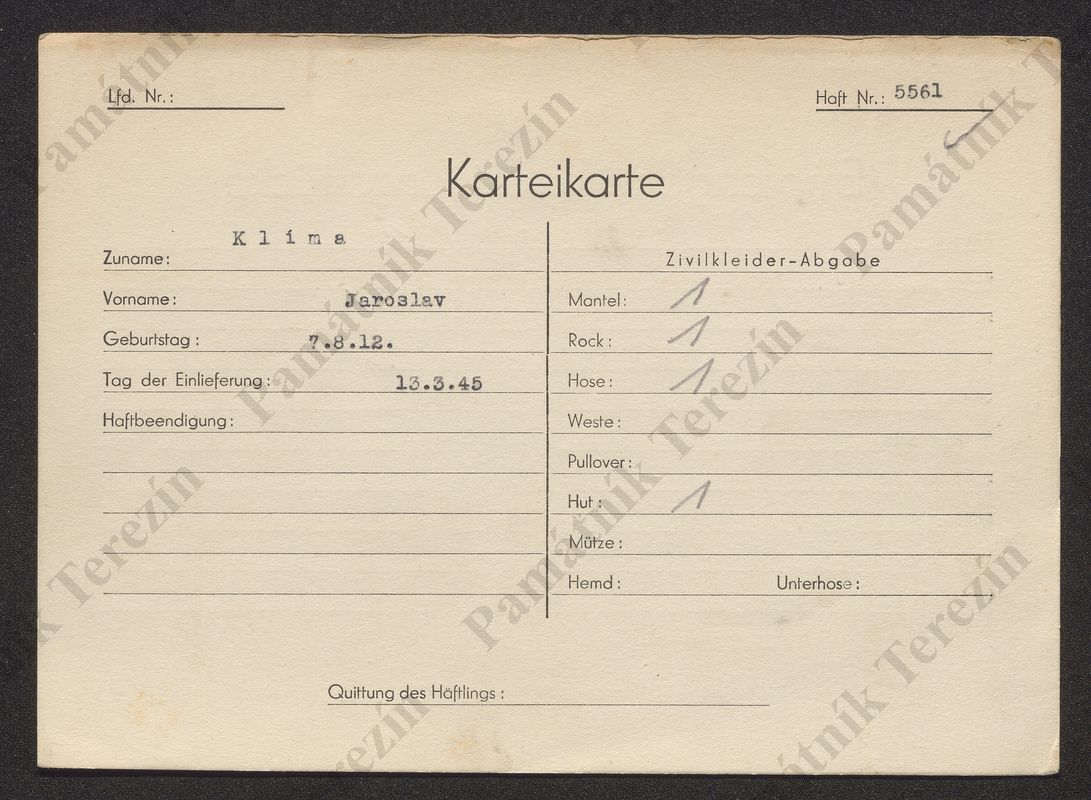 Lfd. Nr.:
Haft Nr.: 5561
Karteikarte
Zuname: Klíma
Vorname: Jaroslav
Geburtstag: 7.8.12.
Tag der Einlieferung: 13.3.45
Haftbeendigung:
Zivilkleider-Abgabe
Mantel: 1
Rock: 1
Hose: 1
Weste:
Pullover:
Hut: 1
Mütze:
Hemd: Unterhose:
Quittung des Häftlings:
Památník Terezín